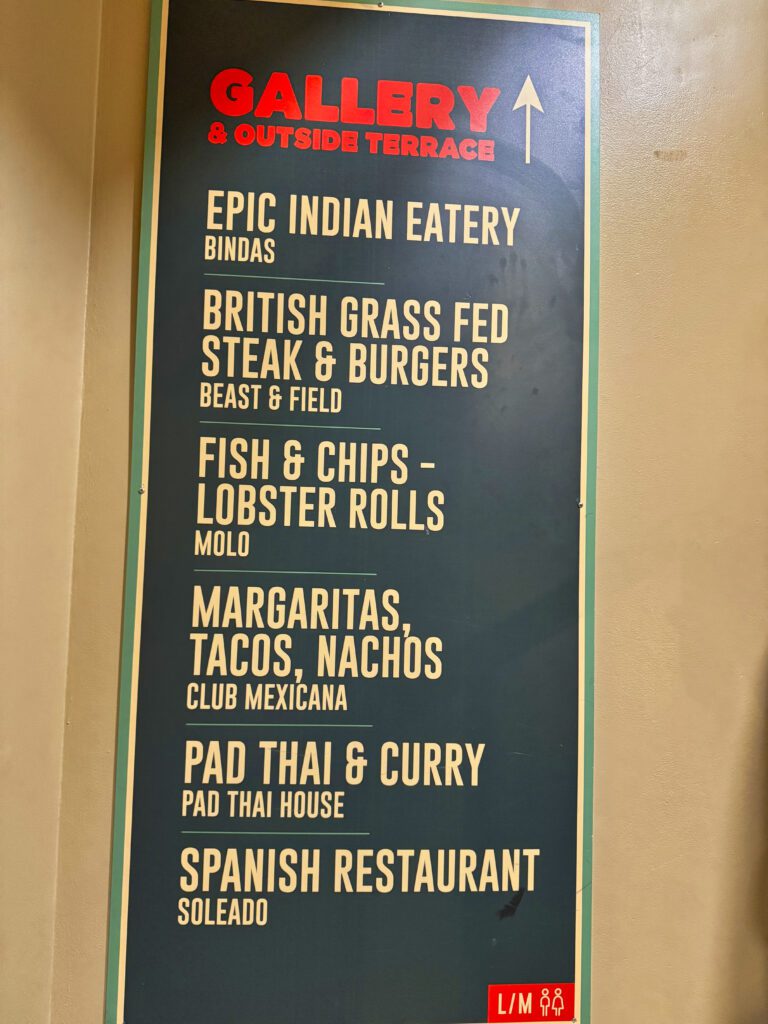 GALLERY
& OUTSIDE TERRACE
EPIC INDIAN EATERY
BINDAS
BRITISH GRASS FED
STEAK & BURGERS
BEAST & FIELD
FISH & CHIPS -
LOBSTER ROLLS
MOLO
MARGARITAS,
TACOS, NACHOS
CLUB MEXICANA
PAD THAI & CURRY
PAD THAI HOUSE
SPANISH RESTAURANT
SOLEADO
L/M